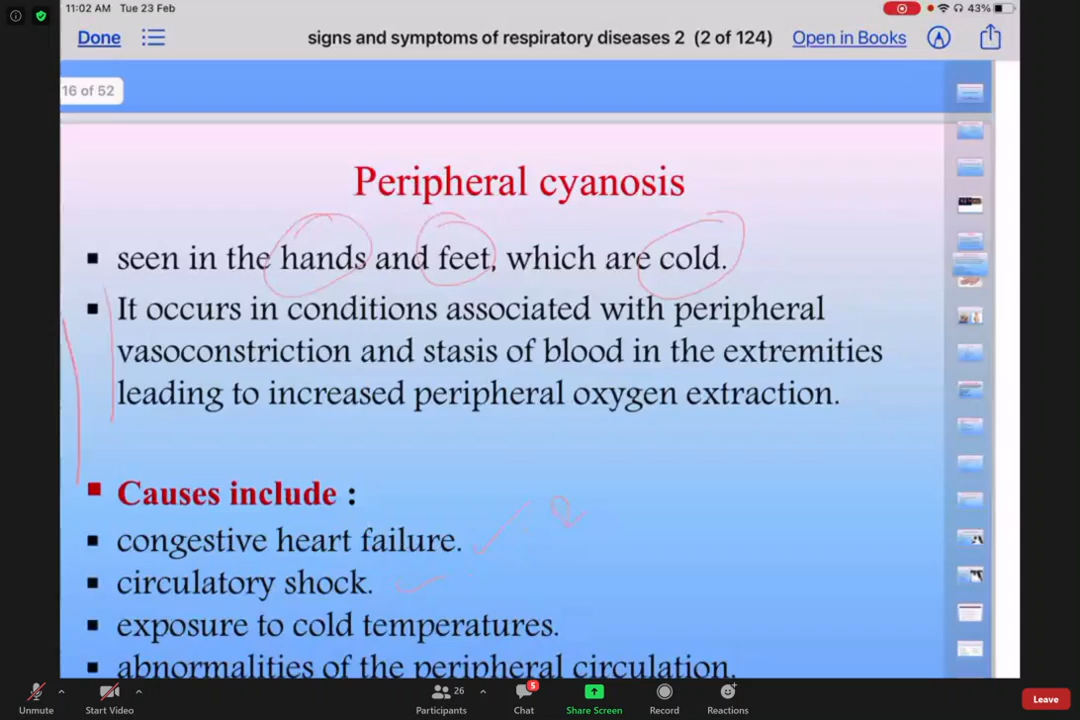 11:02 AM Tue 23 Feb
43%
Done
signs and symptoms of respiratory diseases 2 (2 of 124)
Open in Books
16 of 52
Peripheral cyanosis
▪ seen in the hands and feet, which are cold.
▪ It occurs in conditions associated with peripheral
vasoconstriction and stasis of blood in the extremities
leading to increased peripheral oxygen extraction.
▪ Causes include :
▪ congestive heart failure.
▪ circulatory shock.
▪ exposure to cold temperatures.
▪ abnormalities of the peripheral circulation.
26
5
Unmute
Start Video
Participants
Chat
Share Screen
Record
Reactions
Leave